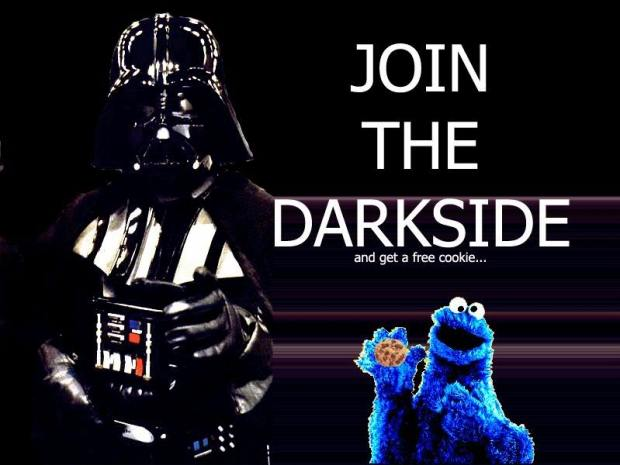 JOIN
THE
DARKSIDE
and get a free cookie...